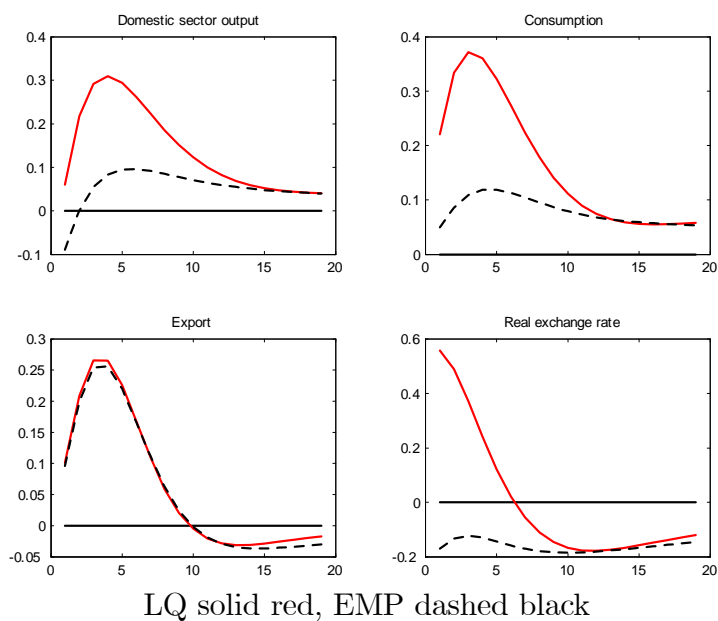 Domestic sector output
0.4
0.3
0.2
0.1
0
-0.1
0 5 10 15 20
Consumption
0.4
0.3
0.2
0.1
0
0 5 10 15 20
Export
0.3
0.25
0.2
0.15
0.1
0.05
0
-0.05
0 5 10 15 20
Real exchange rate
0.6
0.4
0.2
0
-0.2
0 5 10 15 20
LQ solid red, EMP dashed black